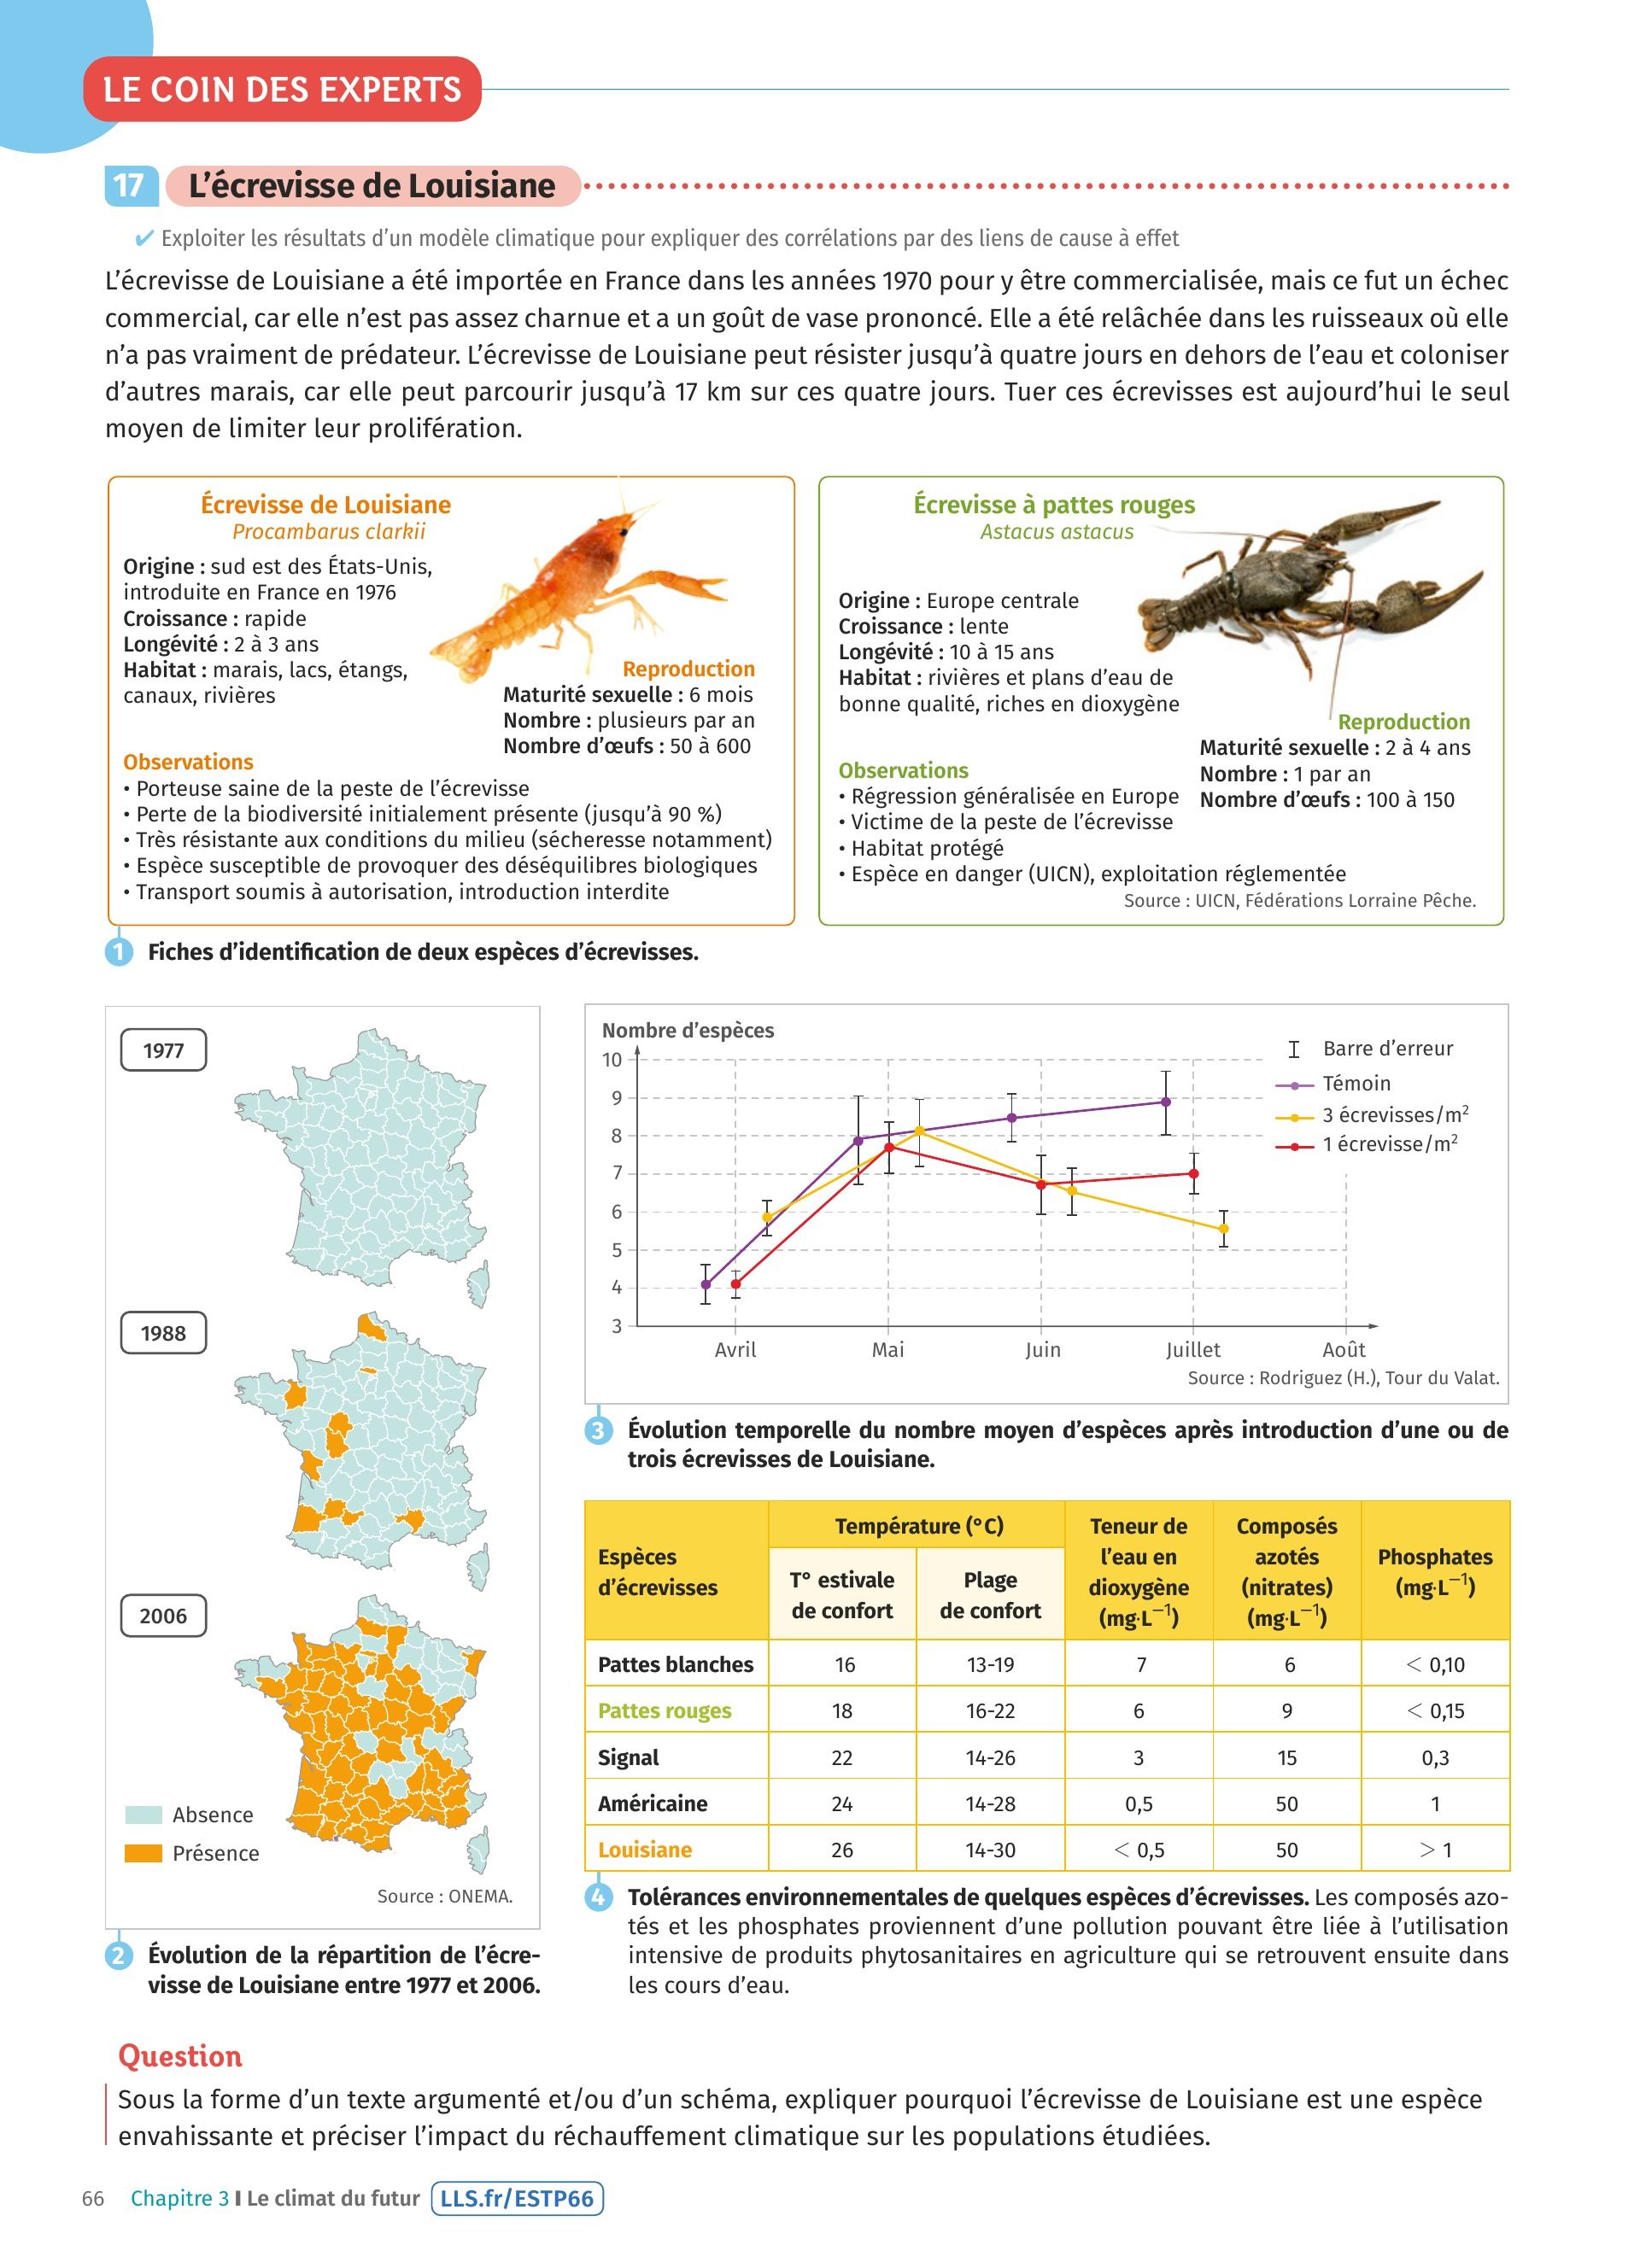 LE COIN DES EXPERTS
17 L’écrevisse de Louisiane
✔ Exploiter les résultats d’un modèle climatique pour expliquer des corrélations par des liens de cause à effet
L’écrevisse de Louisiane a été importée en France dans les années 1970 pour y être commercialisée, mais ce fut un échec
commercial, car elle n’est pas assez charnue et a un goût de vase prononcé. Elle a été relâchée dans les ruisseaux où elle
n’a pas vraiment de prédateur. L’écrevisse de Louisiane peut résister jusqu’à quatre jours en dehors de l’eau et coloniser
d’autres marais, car elle peut parcourir jusqu’à 17 km sur ces quatre jours. Tuer ces écrevisses est aujourd’hui le seul
moyen de limiter leur prolifération.
Écrevisse de Louisiane
Procambarus clarkii
Origine : sud est des États-Unis,
introduite en France en 1976
Croissance : rapide
Longévité : 2 à 3 ans
Habitat : marais, lacs, étangs,
canaux, rivières
Reproduction
Maturité sexuelle : 6 mois
Nombre : plusieurs par an
Nombre d’œufs : 50 à 600
Observations
• Porteuse saine de la peste de l’écrevisse
• Perte de la biodiversité initialement présente (jusqu’à 90 %)
• Très résistante aux conditions du milieu (sécheresse notamment)
• Espèce susceptible de provoquer des déséquilibres biologiques
• Transport soumis à autorisation, introduction interdite
Écrevisse à pattes rouges
Astacus astacus
Origine : Europe centrale
Croissance : lente
Longévité : 10 à 15 ans
Habitat : rivières et plans d’eau de
bonne qualité, riches en dioxygène
Reproduction
Maturité sexuelle : 2 à 4 ans
Nombre : 1 par an
Nombre d’œufs : 100 à 150
Observations
• Régression généralisée en Europe
• Victime de la peste de l’écrevisse
• Habitat protégé
• Espèce en danger (UICN), exploitation réglementée
Source : UICN, Fédérations Lorraine Pêche.
1 Fiches d’identification de deux espèces d’écrevisses.
1977
1988
2006
Absence
Présence
Source : ONEMA.
2 Évolution de la répartition de l’écre-
visse de Louisiane entre 1977 et 2006.
Nombre d’espèces
10
9
8
7
6
5
4
3
Avril Mai Juin Juillet Août
Barre d’erreur
Témoin
3 écrevisses/m²
1 écrevisse/m²
Source : Rodriguez (H.), Tour du Valat.
3 Évolution temporelle du nombre moyen d’espèces après introduction d’une ou de
trois écrevisses de Louisiane.
Espèces
d’écrevisses
Température (°C)
T° estivale
de confort
Plage
de confort
Teneur de
l’eau en
dioxygène
(mg·L⁻¹)
Composés
azotés
(nitrates)
(mg·L⁻¹)
Phosphates
(mg·L⁻¹)
Pattes blanches 16 13-19 7 6 < 0,10
Pattes rouges 18 16-22 6 9 < 0,15
Signal 22 14-26 3 15 0,3
Américaine 24 14-28 0,5 50 1
Louisiane 26 14-30 < 0,5 50 > 1
4 Tolérances environnementales de quelques espèces d’écrevisses. Les composés azo-
tés et les phosphates proviennent d’une pollution pouvant être liée à l’utilisation
intensive de produits phytosanitaires en agriculture qui se retrouvent ensuite dans
les cours d’eau.
Question
Sous la forme d’un texte argumenté et/ou d’un schéma, expliquer pourquoi l’écrevisse de Louisiane est une espèce
envahissante et préciser l’impact du réchauffement climatique sur les populations étudiées.
66 Chapitre 3 I Le climat du futur LLS.fr/ESTP66